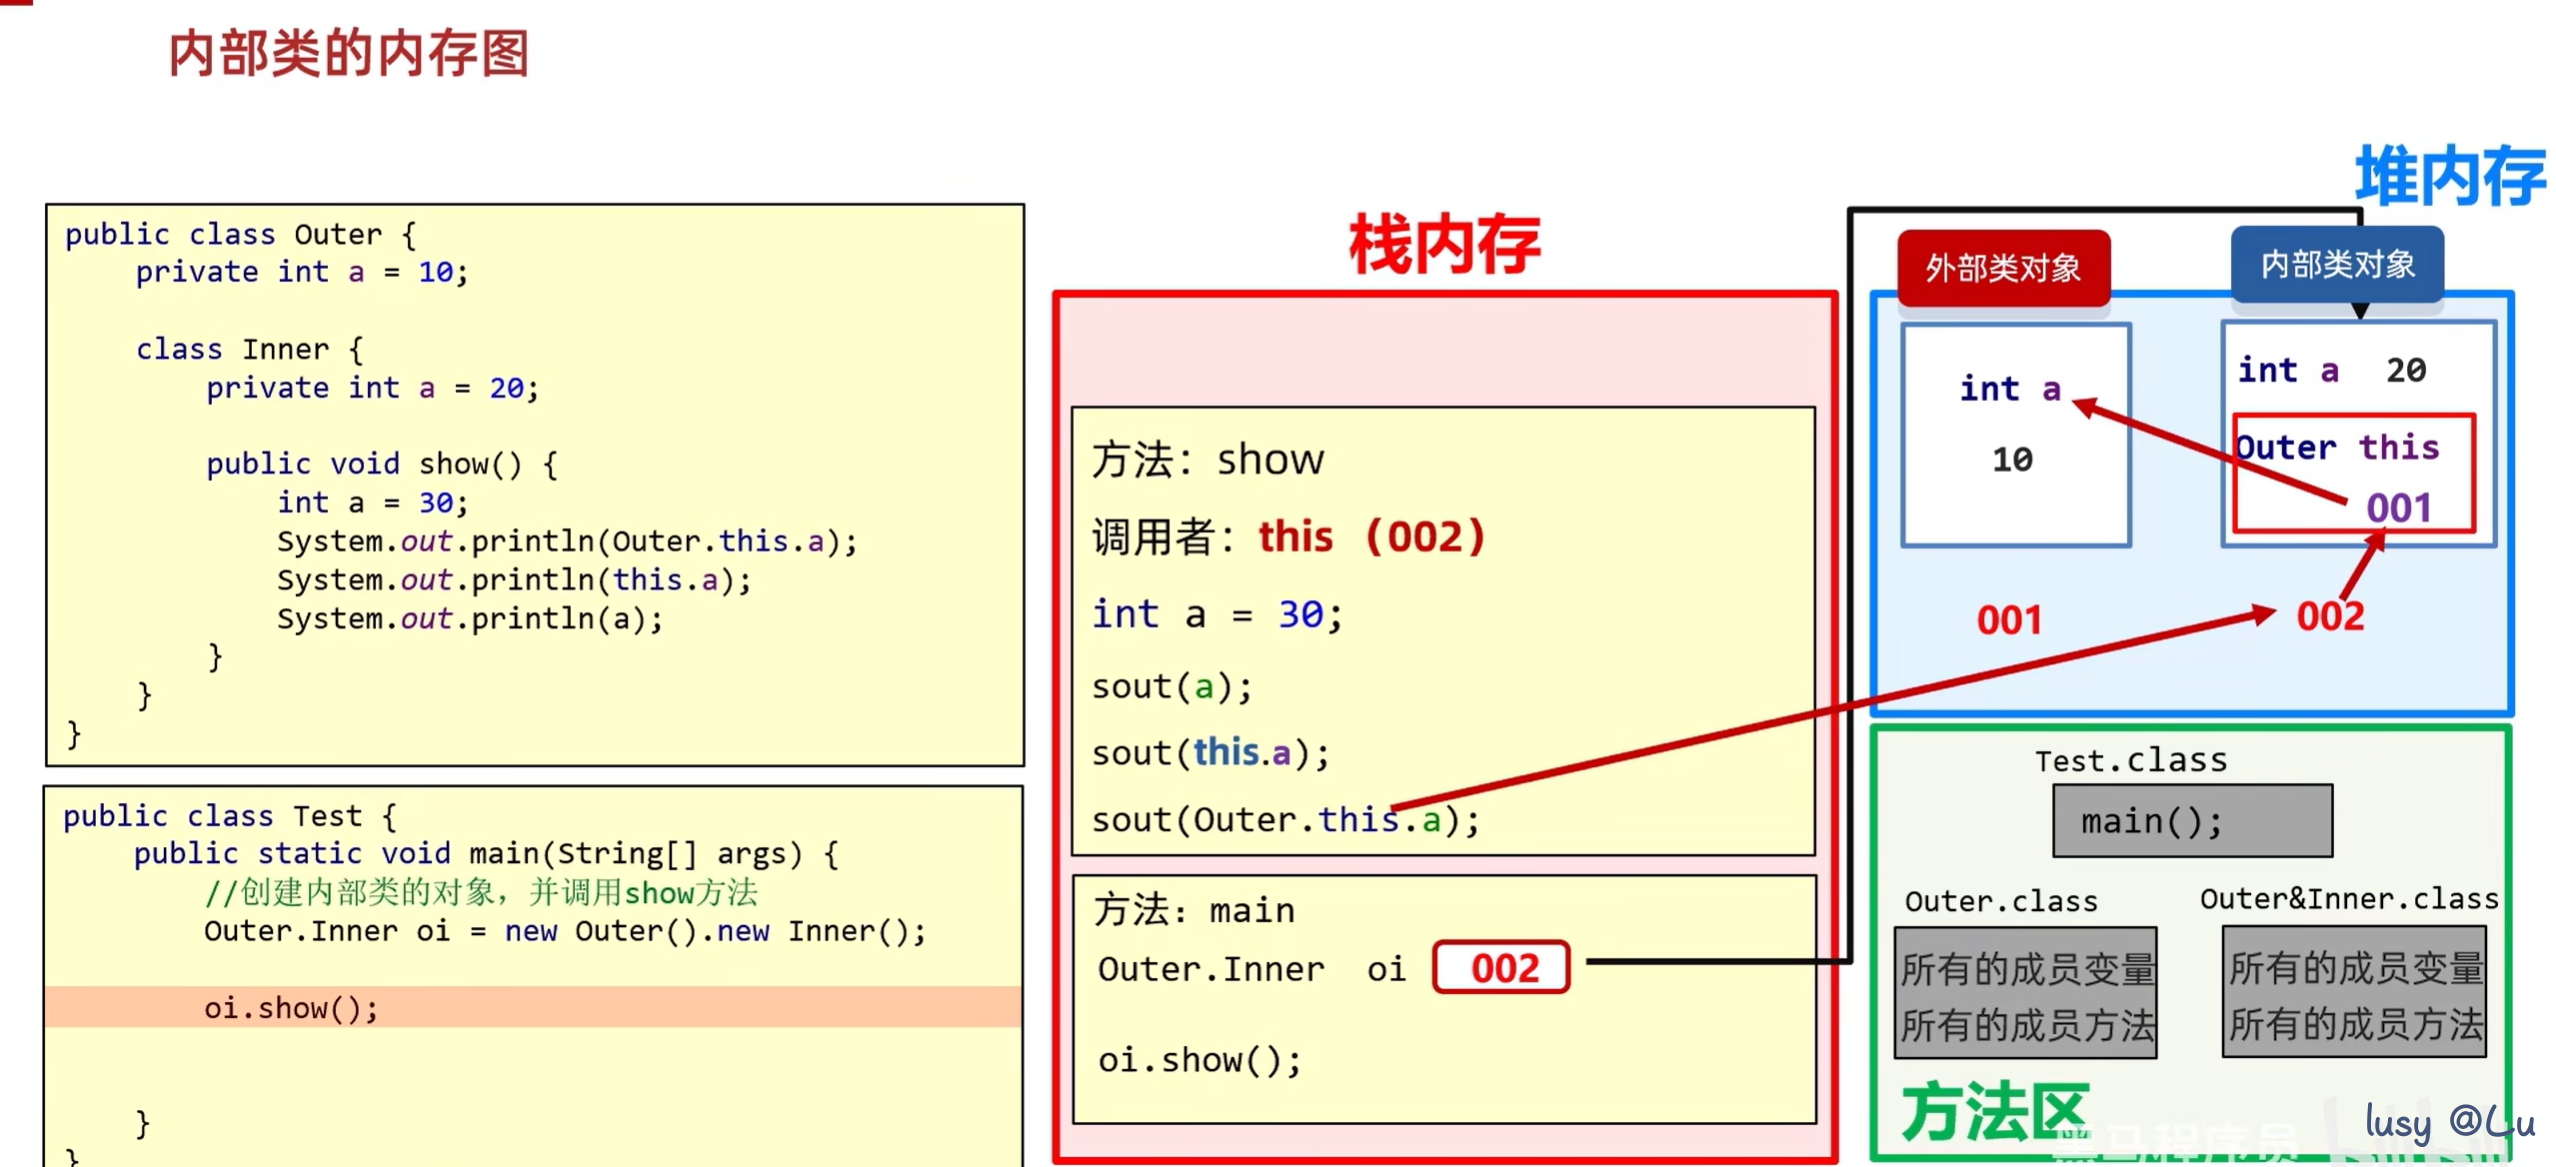 内部类的内存图
public class Outer {
private int a = 10;
class Inner {
private int a = 20;
public void show() {
int a = 30;
System.out.println(Outer.this.a);
System.out.println(this.a);
System.out.println(a);
}
}
}
public class Test {
public static void main(String[] args) {
//创建内部类的对象，并调用show方法
Outer.Inner oi = new Outer().new Inner();
oi.show();
}
}
栈内存
方法：show
调用者：this （002）
int a = 30;
sout(a);
sout(this.a);
sout(Outer.this.a);
方法：main
Outer.Inner oi 002
oi.show();
堆内存
外部类对象
int a
10
001
内部类对象
int a 20
Outer this
001
002
Test.class
main();
Outer.class
所有的成员变量
所有的成员方法
Outer&Inner.class
所有的成员变量
所有的成员方法
方法区
黑马程序员
lusy @Lu